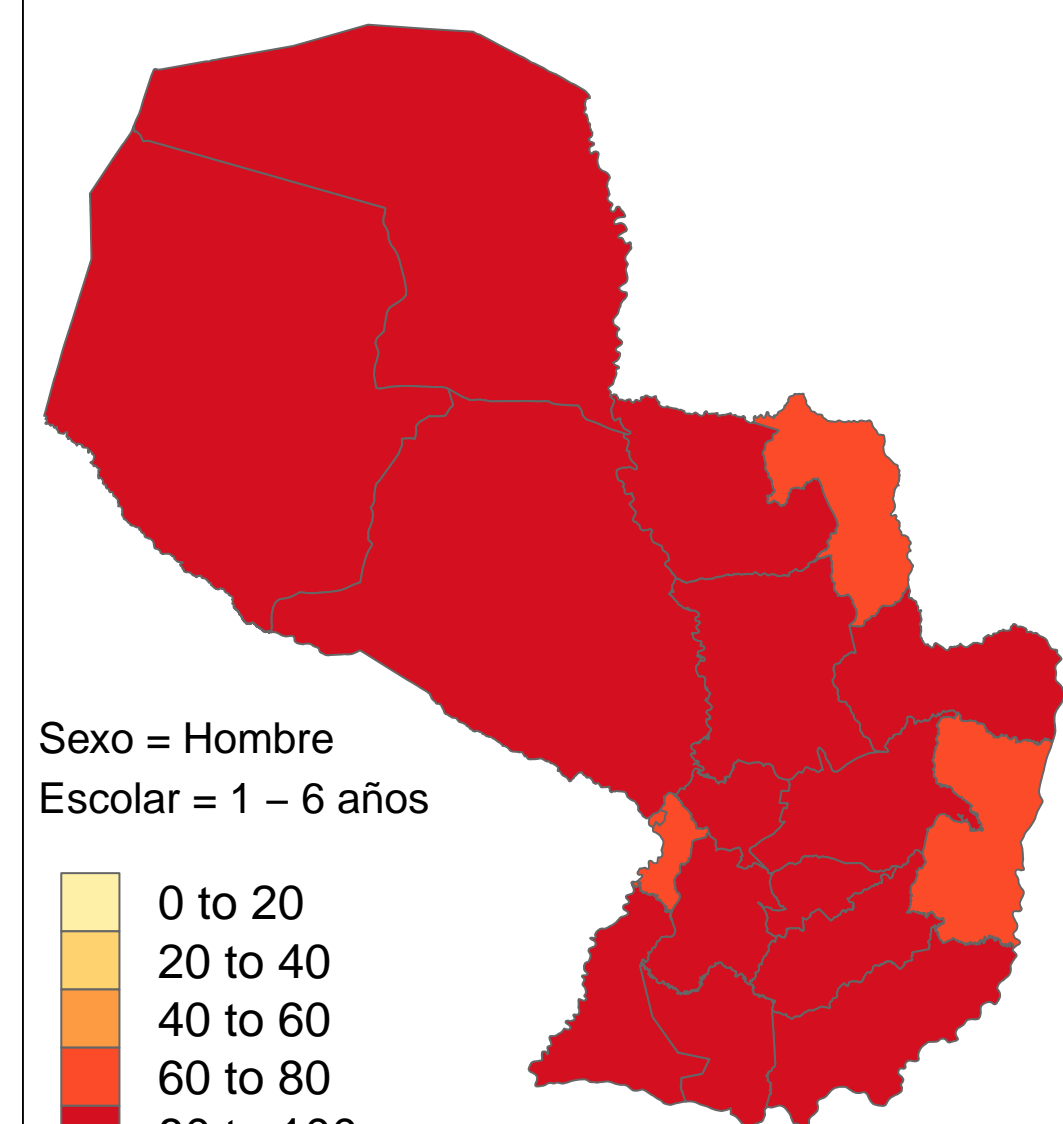 Sexo = Hombre
Escolar = 1 – 6 años
0 to 20
20 to 40
40 to 60
60 to 80